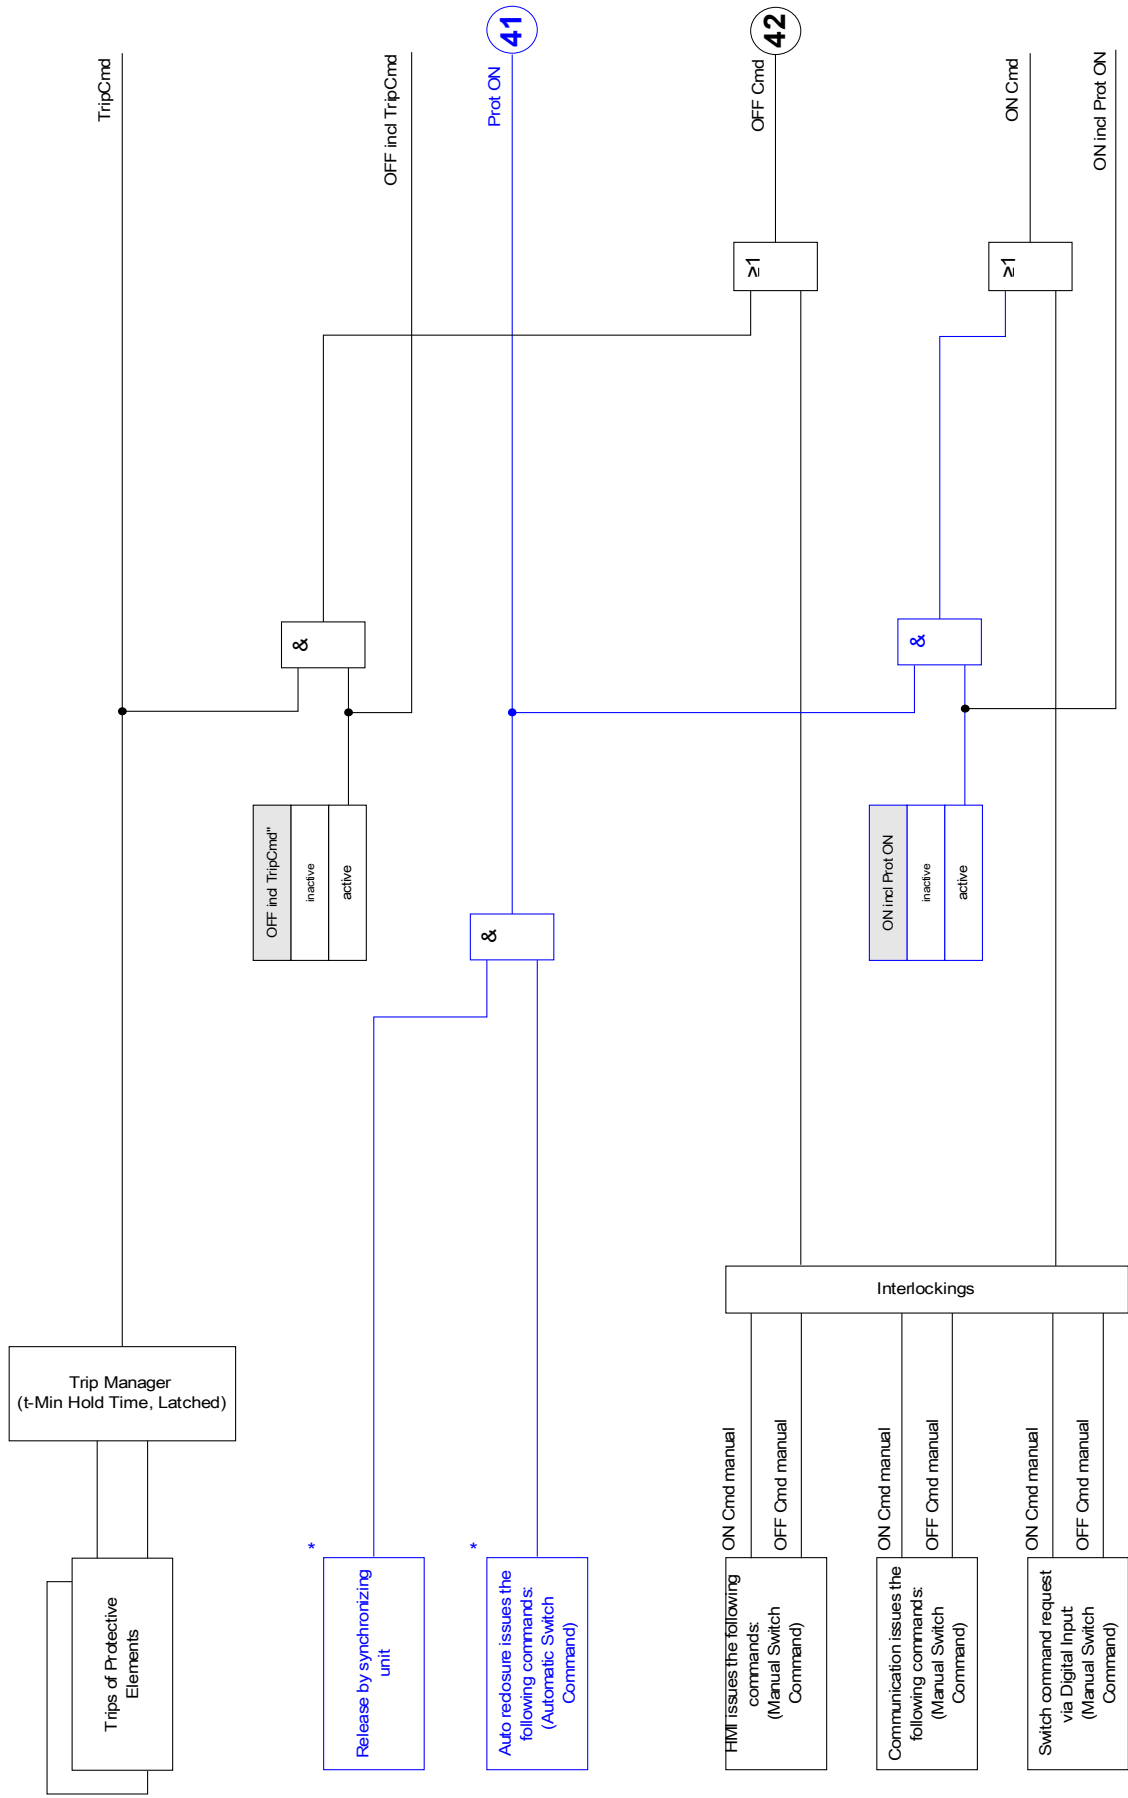 Trips of Protective
Elements
Trip Manager
(t-Min Hold Time, Latched)
TripCmd
OFF incl TripCmd"
inactive
active
&
OFF incl TripCmd
*
Release by synchronizing
unit
*
Auto reclosure issues the
following commands:
(Automatic Switch
Command)
&
Prot ON
41
HMI issues the following
commands:
(Manual Switch
Command)
ON Cmd manual
OFF Cmd manual
Communication issues the
following commands:
(Manual Switch
Command)
ON Cmd manual
OFF Cmd manual
Switch command request
via Digital Input:
(Manual Switch
Command)
ON Cmd manual
OFF Cmd manual
Interlockings
≥1
OFF Cmd
42
ON incl Prot ON
inactive
active
&
≥1
ON Cmd
ON incl Prot ON